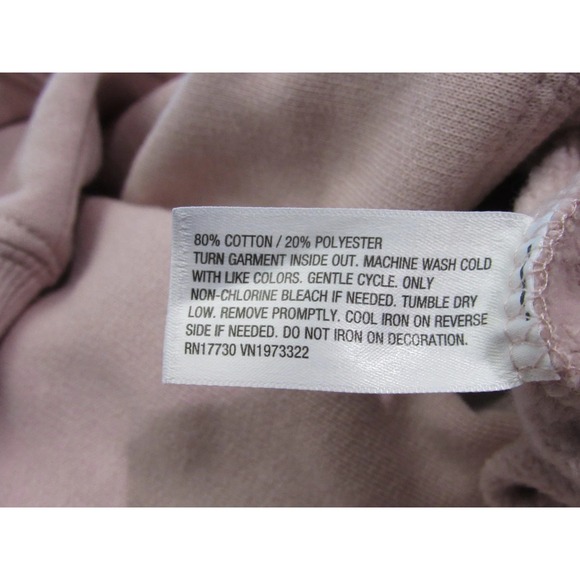 80% COTTON / 20% POLYESTER
TURN GARMENT INSIDE OUT. MACHINE WASH COLD
WITH LIKE COLORS. GENTLE CYCLE. ONLY
NON-CHLORINE BLEACH IF NEEDED. TUMBLE DRY
LOW. REMOVE PROMPTLY. COOL IRON ON REVERSE
SIDE IF NEEDED. DO NOT IRON ON DECORATION.
RN17730 VN1973322